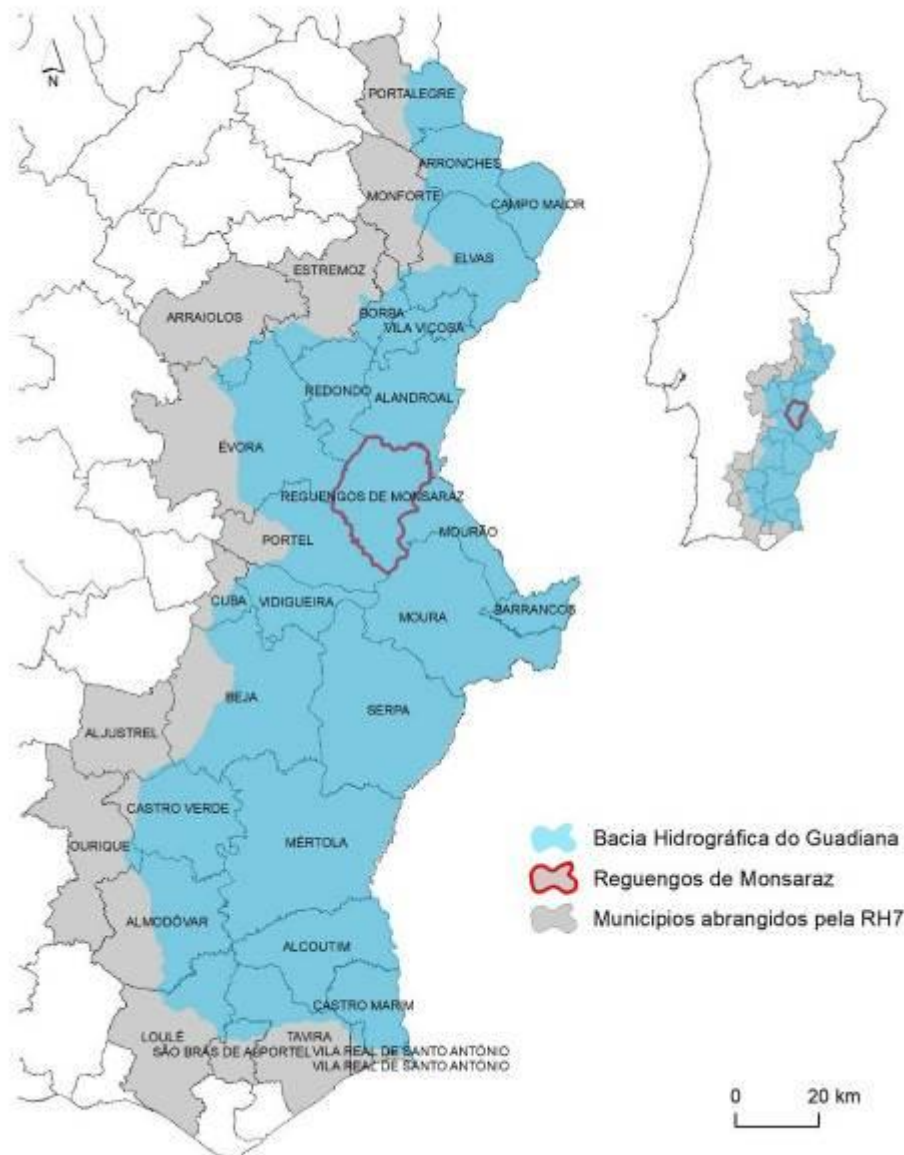 N
PORTALEGRE
ARRONCHES
MONFORTE
CAMPO MAIOR
ELVAS
ESTREMOZ
ARRAIOLOS
BORBA
VILA VIÇOSA
REDONDO
ALANDROAL
ÉVORA
REGUENGOS DE MONSARAZ
MOURÃO
PORTEL
CUBA
VIDIGUEIRA
MOURA
BARRANCOS
BEJA
SERPA
ALJUSTREL
CASTRO VERDE
OURIQUE
MÉRTOLA
ALMODÔVAR
ALCOUTIM
CASTRO MARIM
LOULÉ
TAVIRA
SÃO BRÁS DE ALPORTEL
VILA REAL DE SANTO ANTÓNIO
VILA REAL DE SANTO ANTÓNIO
Bacia Hidrográfica do Guadiana
Reguengos de Monsaraz
Municípios abrangidos pela RH7
0 20 km